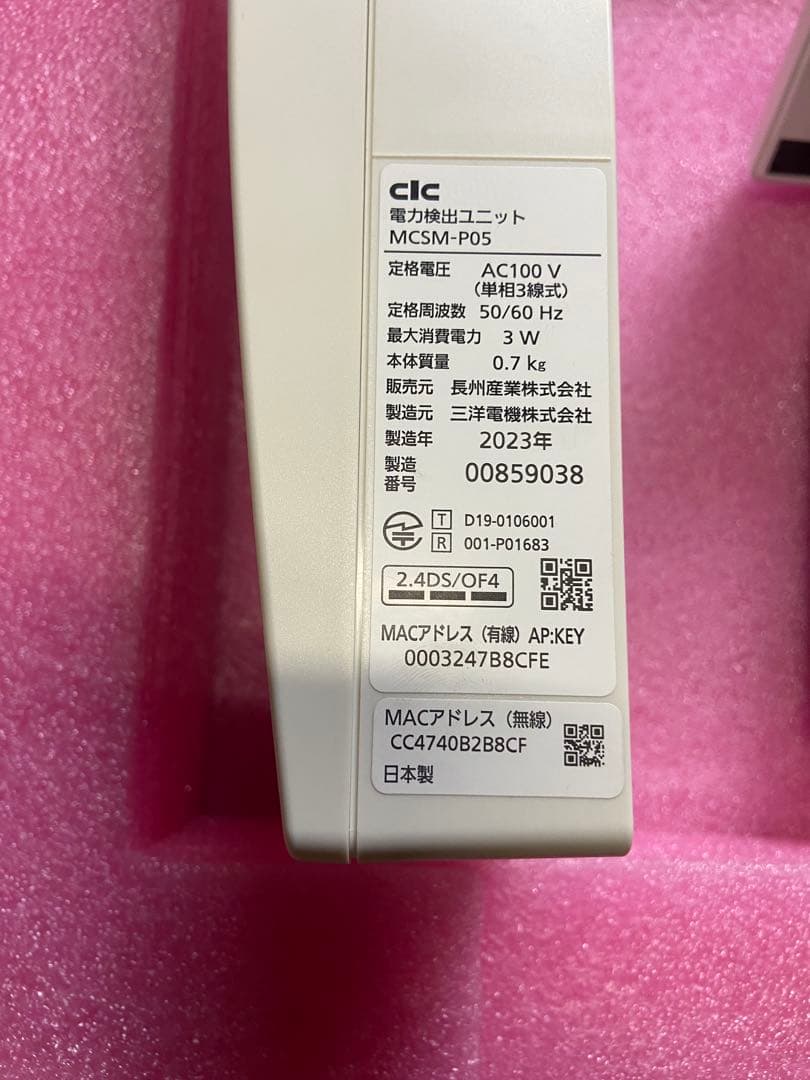 CIC
電力検出ユニット
MCSM-P05
定格電圧 AC100 V
(単相3線式)
定格周波数 50/60 Hz
最大消費電力 3 W
本体質量 0.7 kg
販売元 長州産業株式会社
製造元 三洋電機株式会社
製造年 2023年
製造番号 00859038
T D19-0106001
R 001-P01683
2.4DS/OF4
MACアドレス (有線) AP:KEY
0003247B8CFE
MACアドレス (無線)
CC4740B2B8CF
日本製